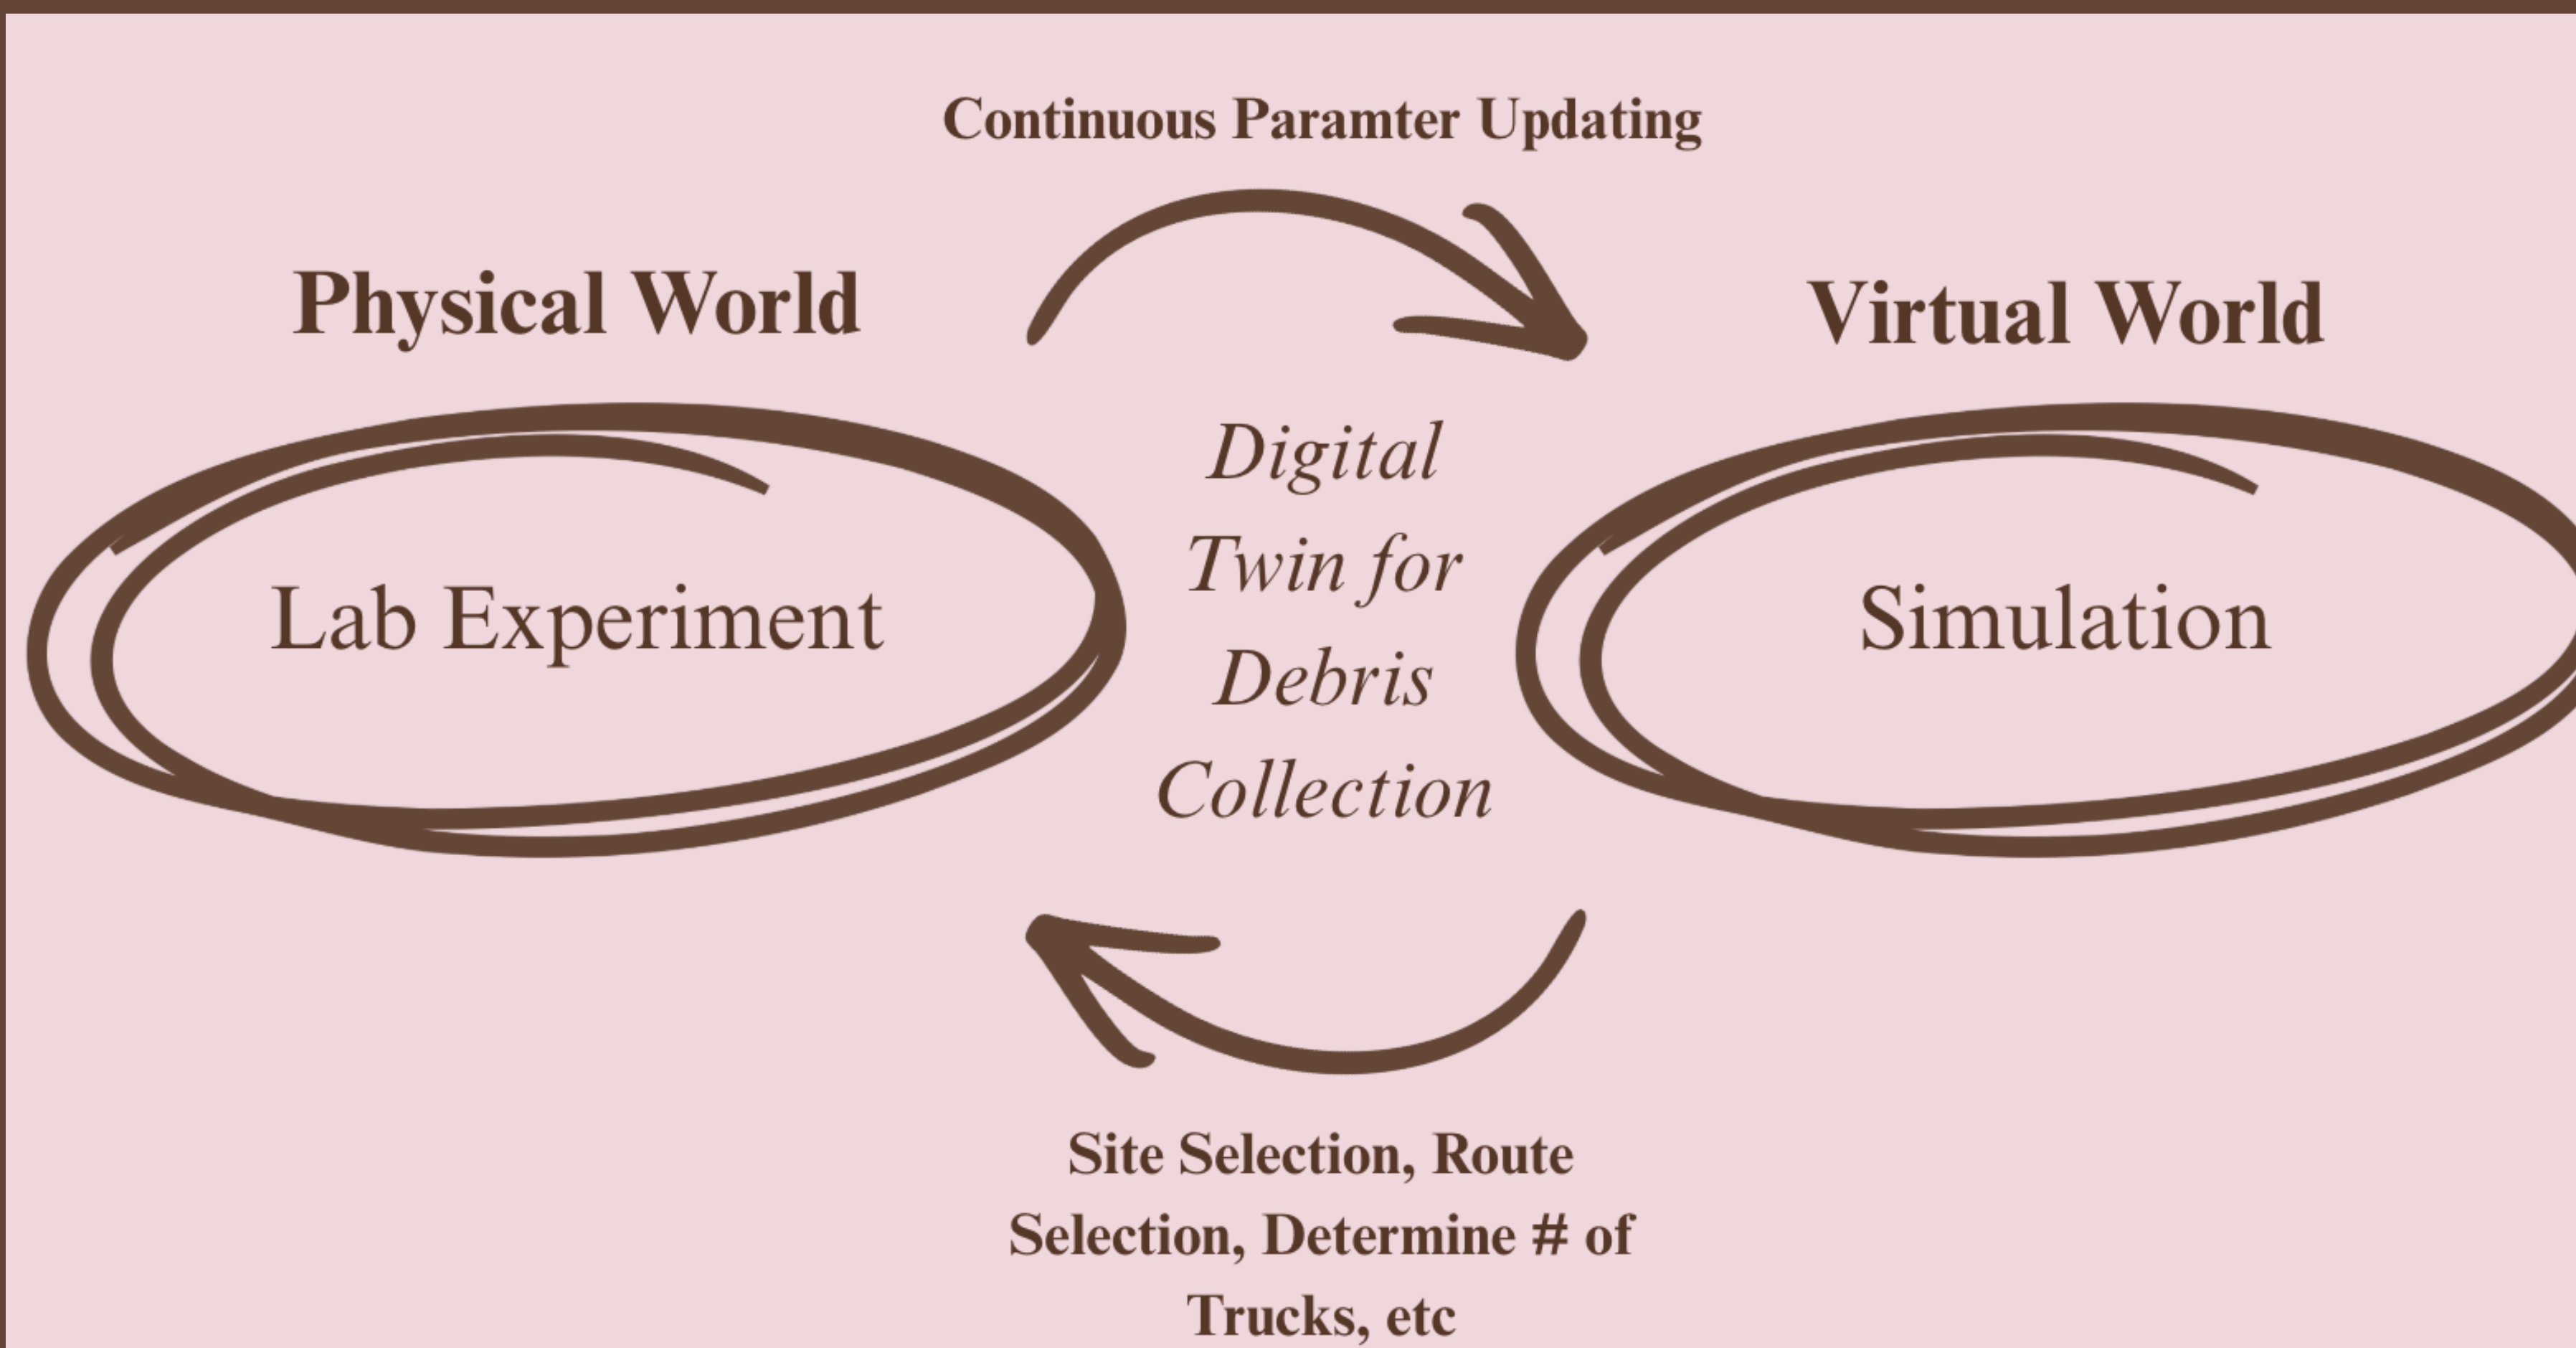 Continuous Paramter Updating
Physical World
Virtual World
Lab Experiment
Digital
Twin for
Debris
Collection
Simulation
Site Selection, Route
Selection, Determine # of
Trucks, etc